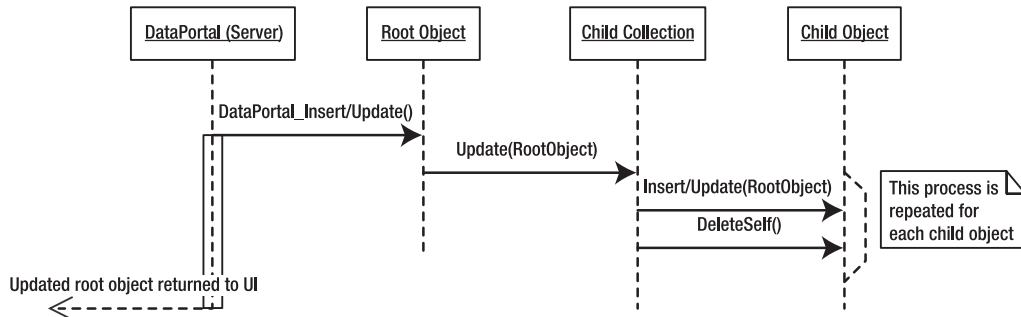 DataPortal (Server)
Root Object
Child Collection
Child Object
DataPortal_Insert/Update()
Update(RootObject)
Insert/Update(RootObject)
DeleteSelf()
This process is
repeated for
each child object
Updated root object returned to UI